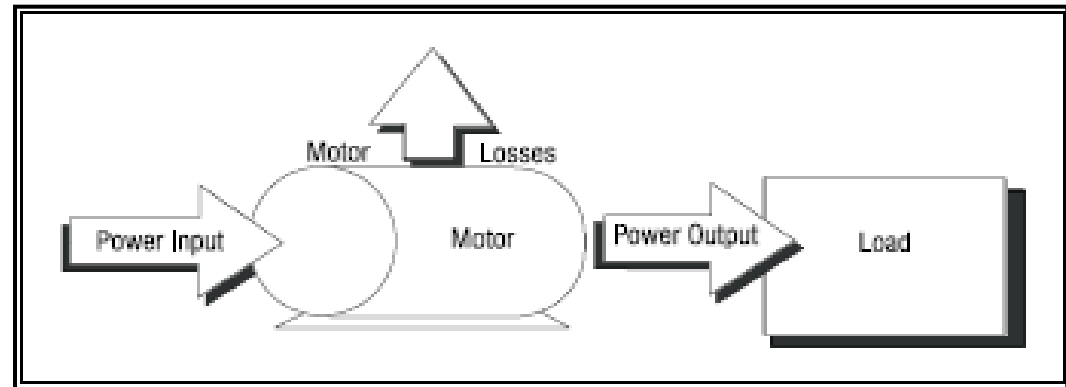 Motor Losses
Power Input
Motor
Power Output
Load